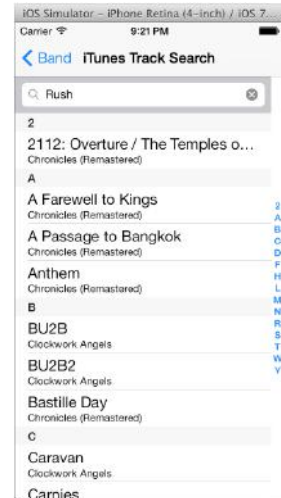 iOS Simulator – iPhone Retina (4-inch) / iOS 7...
Carrier 9:21 PM
Band iTunes Track Search
Rush
2
2112: Overture / The Temples o...
Chronicles (Remastered)
A
A Farewell to Kings
Chronicles (Remastered)
A Passage to Bangkok
Chronicles (Remastered)
Anthem
Chronicles (Remastered)
B
BU2B
Clockwork Angels
BU2B2
Clockwork Angels
Bastille Day
Chronicles (Remastered)
C
Caravan
Clockwork Angels
Carnies
2
A
B
C
D
F
H
L
M
N
R
S
T
W
Y